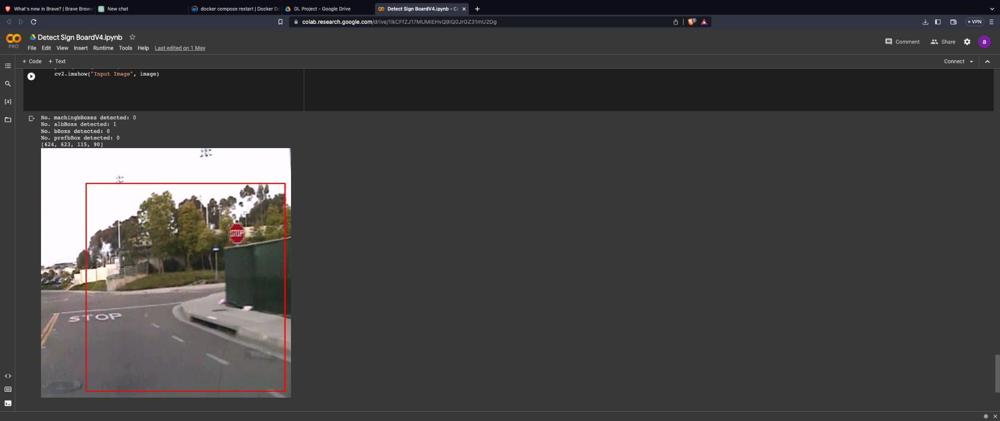 What's new in Brave? | Brave Brows
New chat
docker compose restart | Docker Do
DL Project - Google Drive
Detect Sign BoardV4.ipynb - C
colab.research.google.com/drive/1lkCFfZJ17MUMIEHvQ9IQ0JrGZ31mU2Dg
VPN
PRO
Detect Sign BoardV4.ipynb
File Edit View Insert Runtime Tools Help Last edited on 1 May
Comment
Share
a
+ Code + Text
Connect
cv2.imshow("Input Image", image)
{x}
No. machingbBoxes detected: 0
No. albBoxs detected: 1
No. bBoxs detected: 0
No. prefbBox detected: 0
[624, 623, 115, 90]
STOP
STOP